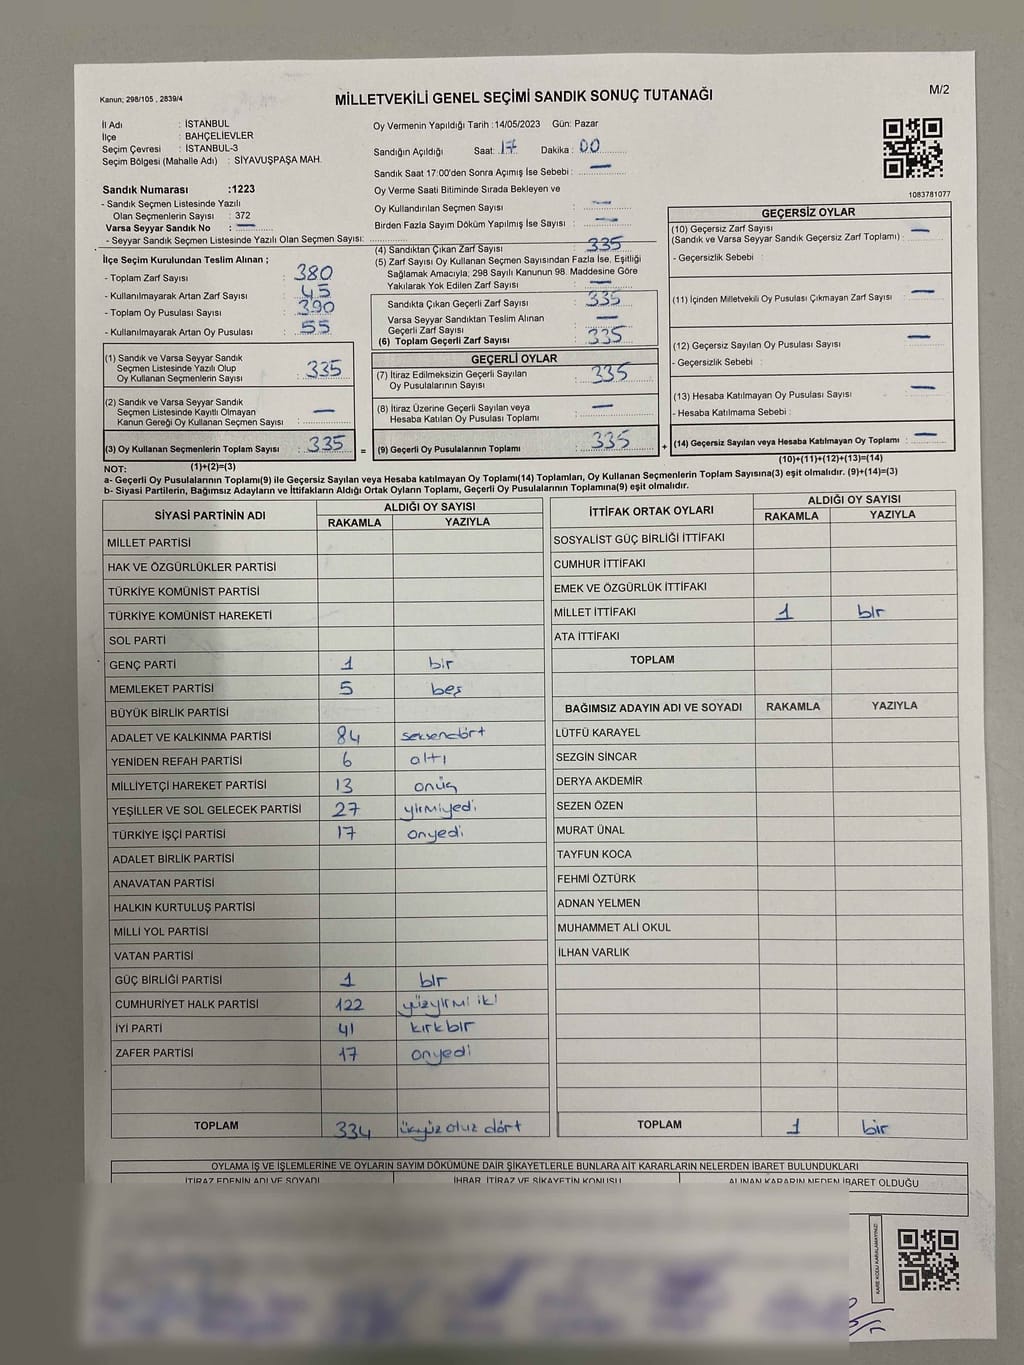 Kanun; 298/105 , 2839/4
MİLLETVEKİLİ GENEL SEÇİMİ SANDIK SONUÇ TUTANAĞI
M/2
İl Adı : İSTANBUL
İlçe : BAHÇELİEVLER
Seçim Çevresi : İSTANBUL-3
Seçim Bölgesi (Mahalle Adı) : SİYAVUŞPAŞA MAH.
Sandık Numarası :1223
- Sandık Seçmen Listesinde Yazılı
Olan Seçmenlerin Sayısı : 372
Varsa Seyyar Sandık No : —
- Seyyar Sandık Seçmen Listesinde Yazılı Olan Seçmen Sayısı:
İlçe Seçim Kurulundan Teslim Alınan ;
- Toplam Zarf Sayısı : 380
- Kullanılmayarak Artan Zarf Sayısı : 45
- Toplam Oy Pusulası Sayısı : 390
- Kullanılmayarak Artan Oy Pusulası : 55
(1) Sandık ve Varsa Seyyar Sandık
Seçmen Listesinde Yazılı Olup
Oy Kullanan Seçmenlerin Sayısı : 335
(2) Sandık ve Varsa Seyyar Sandık
Seçmen Listesinde Kayıtlı Olmayan
Kanun Gereği Oy Kullanan Seçmen Sayısı : —
(3) Oy Kullanan Seçmenlerin Toplam Sayısı : 335
(1)+(2)=(3)
Oy Vermenin Yapıldığı Tarih :14/05/2023 Gün: Pazar
Sandığın Açıldığı Saat: 17 Dakika : 00
Sandık Saat 17:00'den Sonra Açımış İse Sebebi : —
Oy Verme Saati Bitiminde Sırada Bekleyen ve
Oy Kullandırılan Seçmen Sayısı : —
Birden Fazla Sayım Döküm Yapılmış İse Sayısı : —
(4) Sandıktan Çıkan Zarf Sayısı : 335
(5) Zarf Sayısı Oy Kullanan Seçmen Sayısından Fazla İse, Eşitliği
Sağlamak Amacıyla; 298 Sayılı Kanunun 98. Maddesine Göre
Yakılarak Yok Edilen Zarf Sayısı : —
Sandıkta Çıkan Geçerli Zarf Sayısı : 335
Varsa Seyyar Sandıktan Teslim Alınan
Geçerli Zarf Sayısı : —
(6) Toplam Geçerli Zarf Sayısı : 335
GEÇERLİ OYLAR
(7) İtiraz Edilmeksizin Geçerli Sayılan
Oy Pusulalarının Sayısı : 335
(8) İtiraz Üzerine Geçerli Sayılan veya
Hesaba Katılan Oy Pusulası Toplamı : —
= (9) Geçerli Oy Pusulalarının Toplamı : 335
1083781077
GEÇERSİZ OYLAR
(10) Geçersiz Zarf Sayısı
(Sandık ve Varsa Seyyar Sandık Geçersiz Zarf Toplamı) : —
- Geçersizlik Sebebi :
(11) İçinden Milletvekili Oy Pusulası Çıkmayan Zarf Sayısı : —
(12) Geçersiz Sayılan Oy Pusulası Sayısı : —
- Geçersizlik Sebebi :
(13) Hesaba Katılmayan Oy Pusulası Sayısı : —
- Hesaba Katılmama Sebebi :
+ (14) Geçersiz Sayılan veya Hesaba Katılmayan Oy Toplamı : —
(10)+(11)+(12)+(13)=(14)
NOT:
a- Geçerli Oy Pusulalarının Toplamı(9) ile Geçersiz Sayılan veya Hesaba katılmayan Oy Toplamı(14) Toplamları, Oy Kullanan Seçmenlerin Toplam Sayısına(3) eşit olmalıdır. (9)+(14)=(3)
b- Siyasi Partilerin, Bağımsız Adayların ve İttifakların Aldığı Ortak Oyların Toplamı, Geçerli Oy Pusulalarının Toplamına(9) eşit olmalıdır.
SİYASİ PARTİNİN ADI ALDIĞI OY SAYISI
RAKAMLA YAZIYLA
MİLLET PARTİSİ
HAK VE ÖZGÜRLÜKLER PARTİSİ
TÜRKİYE KOMÜNİST PARTİSİ
TÜRKİYE KOMÜNİST HAREKETİ
SOL PARTİ
GENÇ PARTİ 1 bir
MEMLEKET PARTİSİ 5 beş
BÜYÜK BİRLİK PARTİSİ
ADALET VE KALKINMA PARTİSİ 84 seksendört
YENİDEN REFAH PARTİSİ 6 altı
MİLLİYETÇİ HAREKET PARTİSİ 13 onüç
YEŞİLLER VE SOL GELECEK PARTİSİ 27 yirmiyedi
TÜRKİYE İŞÇİ PARTİSİ 17 onyedi
ADALET BİRLİK PARTİSİ
ANAVATAN PARTİSİ
HALKIN KURTULUŞ PARTİSİ
MİLLİ YOL PARTİSİ
VATAN PARTİSİ
GÜÇ BİRLİĞİ PARTİSİ 1 bir
CUMHURİYET HALK PARTİSİ 122 yüzyirmi iki
İYİ PARTİ 41 kırkbir
ZAFER PARTİSİ 17 onyedi
TOPLAM 334 üçyüz otuz dört
İTTİFAK ORTAK OYLARI ALDIĞI OY SAYISI
RAKAMLA YAZIYLA
SOSYALİST GÜÇ BİRLİĞİ İTTİFAKI
CUMHUR İTTİFAKI
EMEK VE ÖZGÜRLÜK İTTİFAKI
MİLLET İTTİFAKI 1 bir
ATA İTTİFAKI
TOPLAM
BAĞIMSIZ ADAYIN ADI VE SOYADI RAKAMLA YAZIYLA
LÜTFÜ KARAYEL
SEZGİN SİNCAR
DERYA AKDEMİR
SEZEN ÖZEN
MURAT ÜNAL
TAYFUN KOCA
FEHMİ ÖZTÜRK
ADNAN YELMEN
MUHAMMET ALİ OKUL
İLHAN VARLIK
TOPLAM 1 bir
OYLAMA İŞ VE İŞLEMLERİNE VE OYLARIN SAYIM DÖKÜMÜNE DAİR ŞİKAYETLERLE BUNLARA AİT KARARLARIN NELERDEN İBARET BULUNDUKLARI
İTİRAZ EDENİN ADI VE SOYADI İHBAR, İTİRAZ VE ŞİKAYETİN KONUSU ALINAN KARARIN NEDEN İBARET OLDUĞU
KARE KODU KARALAMAYINIZ!